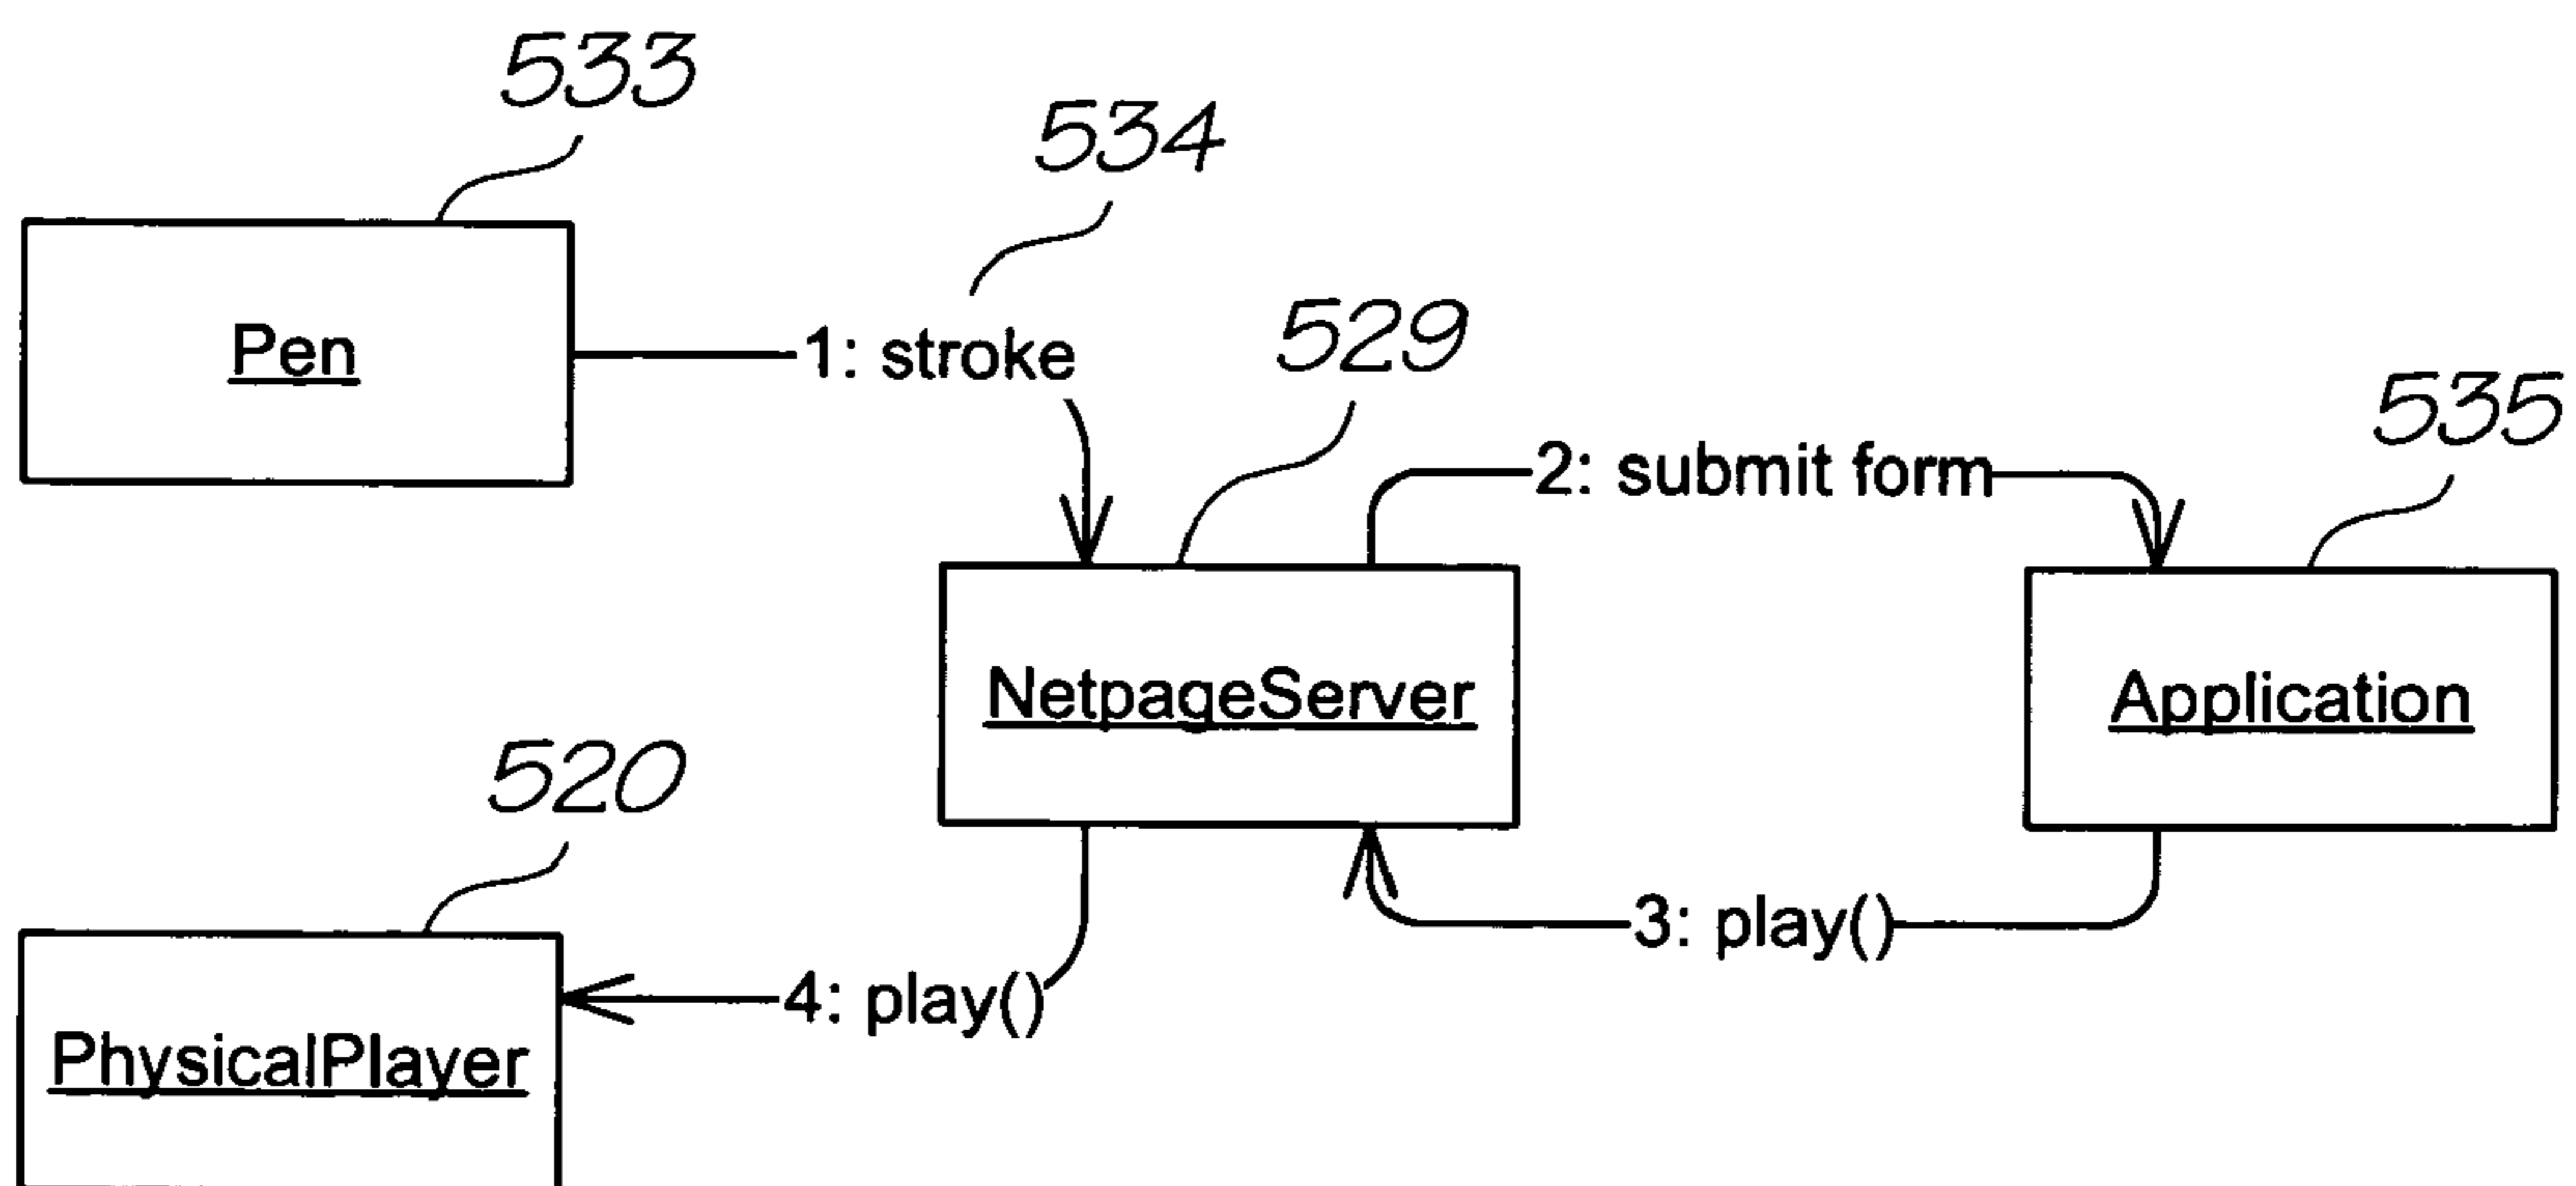 533
534
Pen
1: stroke
529
535
2: submit form
NetpageServer
Application
520
3: play()
4: play()
PhysicalPlayer